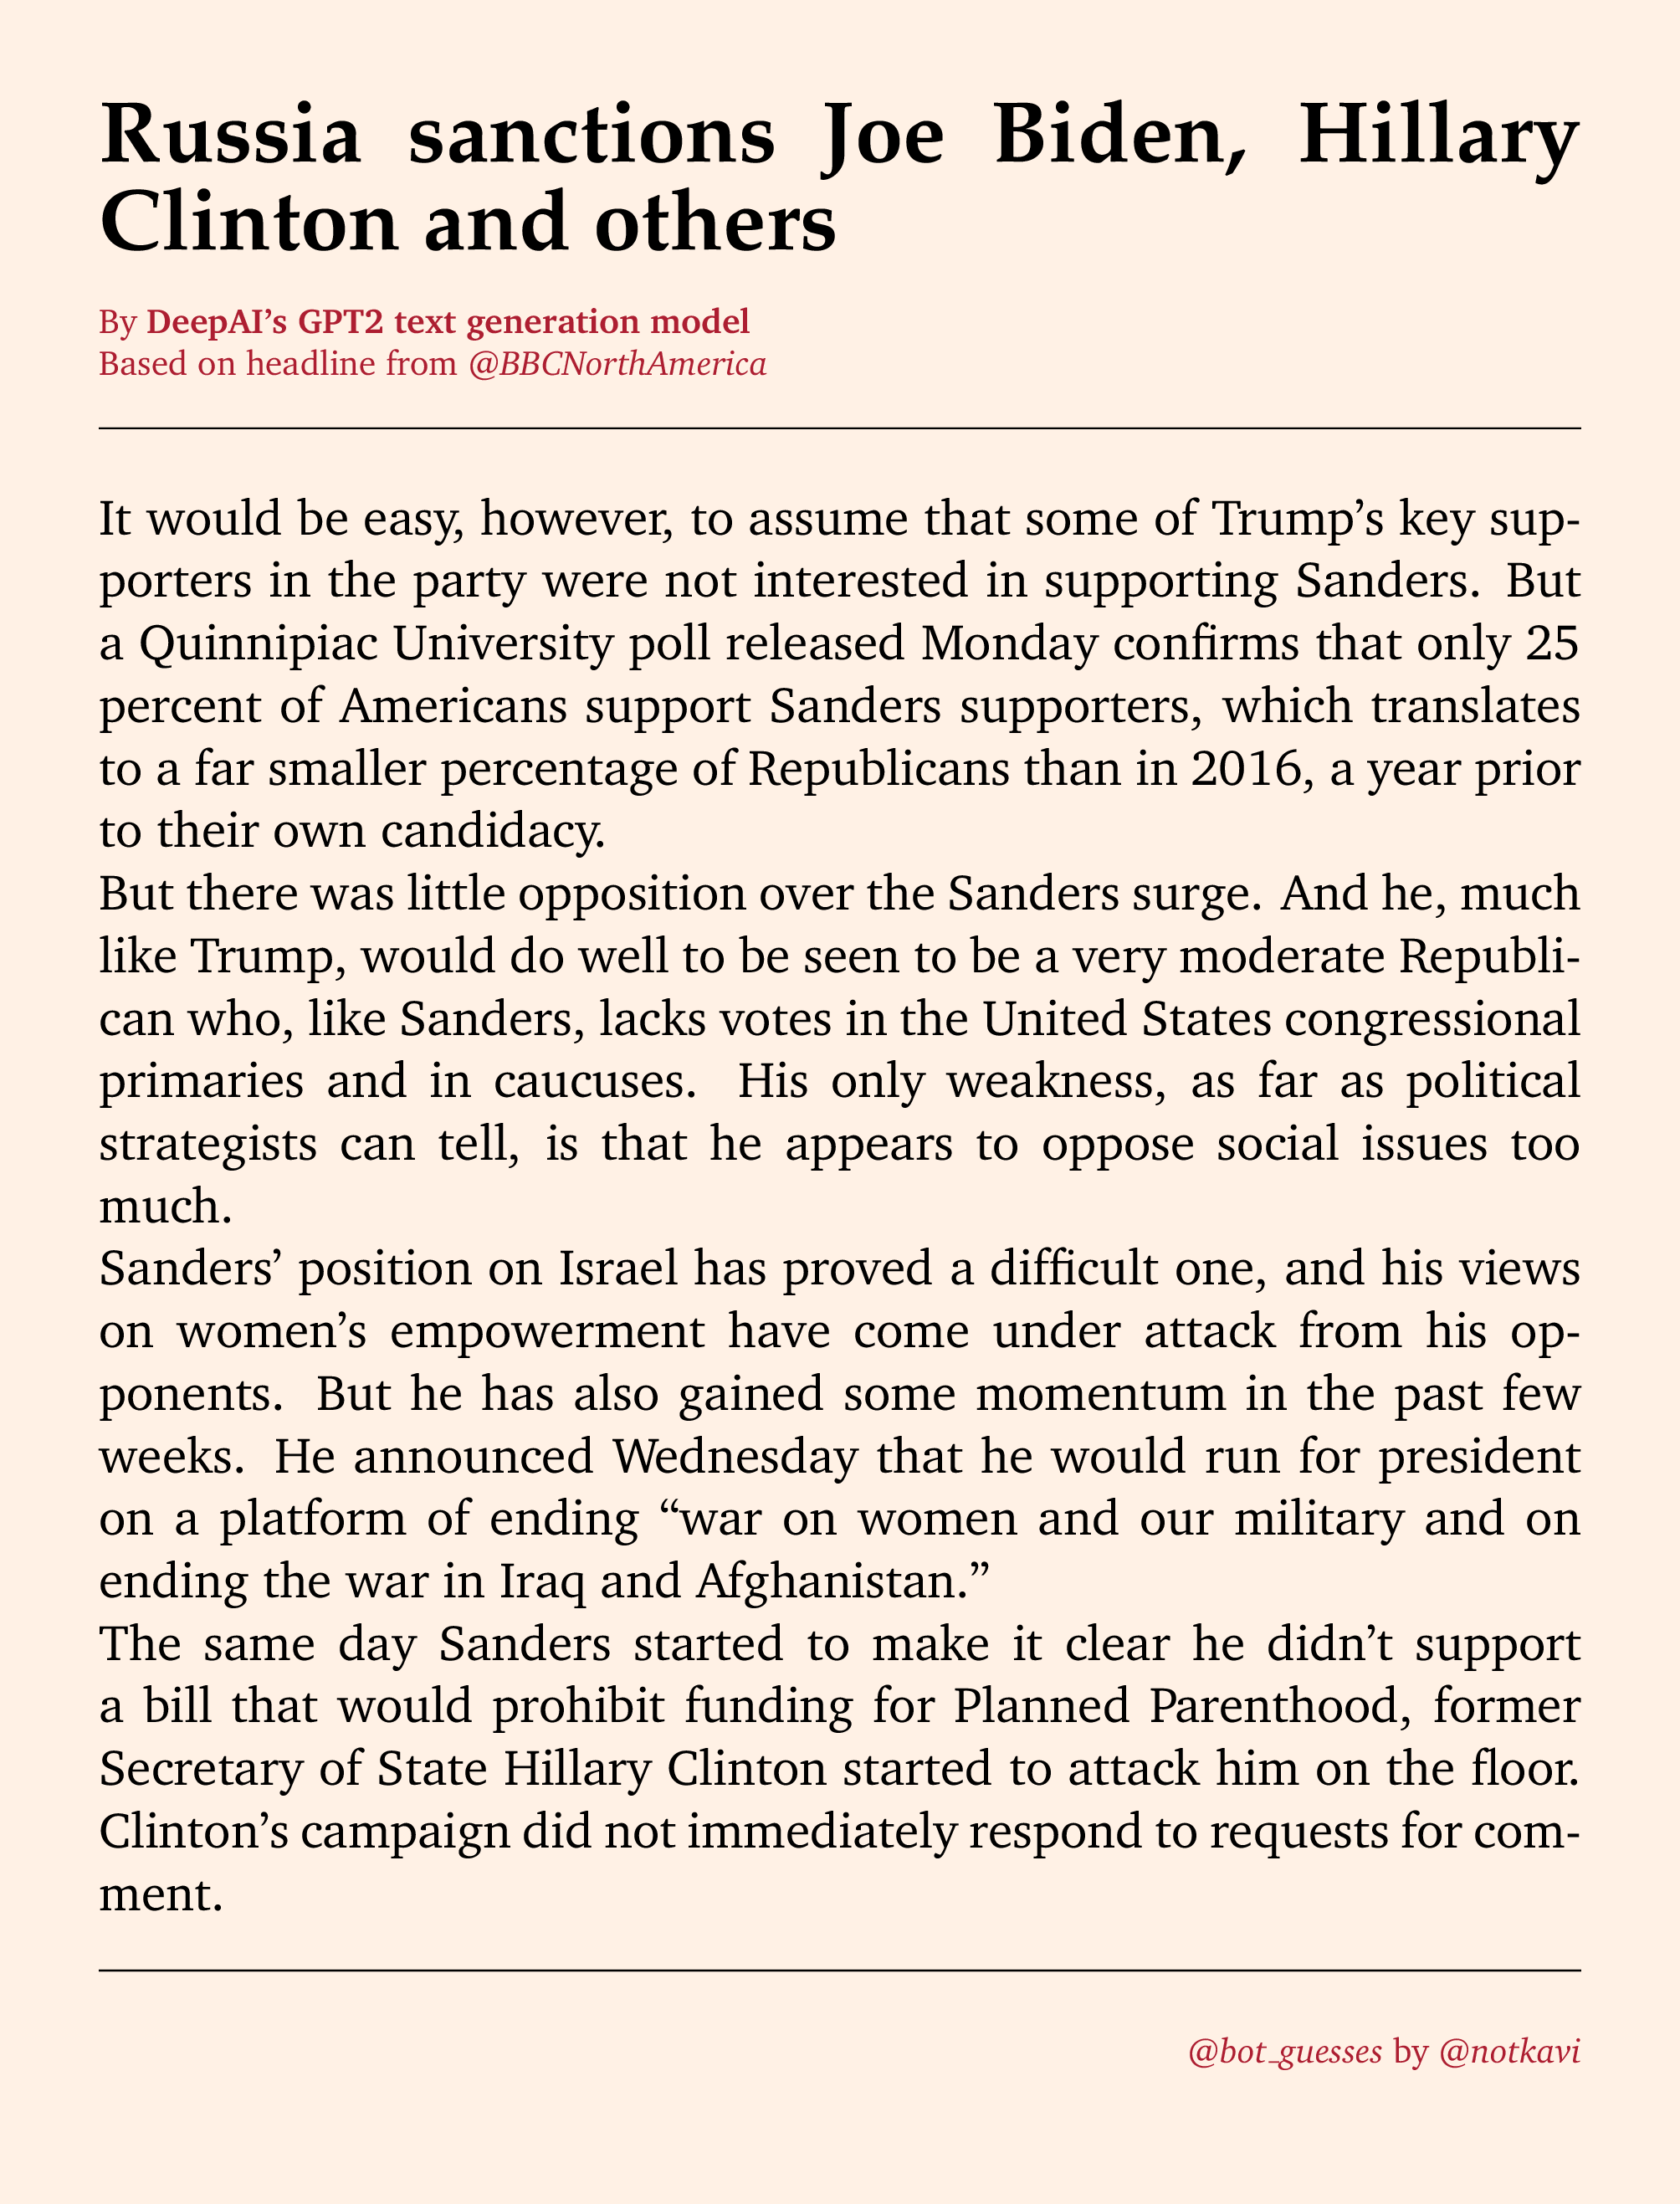 Russia sanctions Joe Biden, Hillary
Clinton and others
By DeepAI’s GPT2 text generation model
Based on headline from @BBCNorthAmerica
It would be easy, however, to assume that some of Trump’s key sup-
porters in the party were not interested in supporting Sanders. But
a Quinnipiac University poll released Monday confirms that only 25
percent of Americans support Sanders supporters, which translates
to a far smaller percentage of Republicans than in 2016, a year prior
to their own candidacy.
But there was little opposition over the Sanders surge. And he, much
like Trump, would do well to be seen to be a very moderate Republi-
can who, like Sanders, lacks votes in the United States congressional
primaries and in caucuses. His only weakness, as far as political
strategists can tell, is that he appears to oppose social issues too
much.
Sanders’ position on Israel has proved a difficult one, and his views
on women’s empowerment have come under attack from his op-
ponents. But he has also gained some momentum in the past few
weeks. He announced Wednesday that he would run for president
on a platform of ending “war on women and our military and on
ending the war in Iraq and Afghanistan.”
The same day Sanders started to make it clear he didn’t support
a bill that would prohibit funding for Planned Parenthood, former
Secretary of State Hillary Clinton started to attack him on the floor.
Clinton’s campaign did not immediately respond to requests for com-
ment.
@bot_guesses by @notkavi